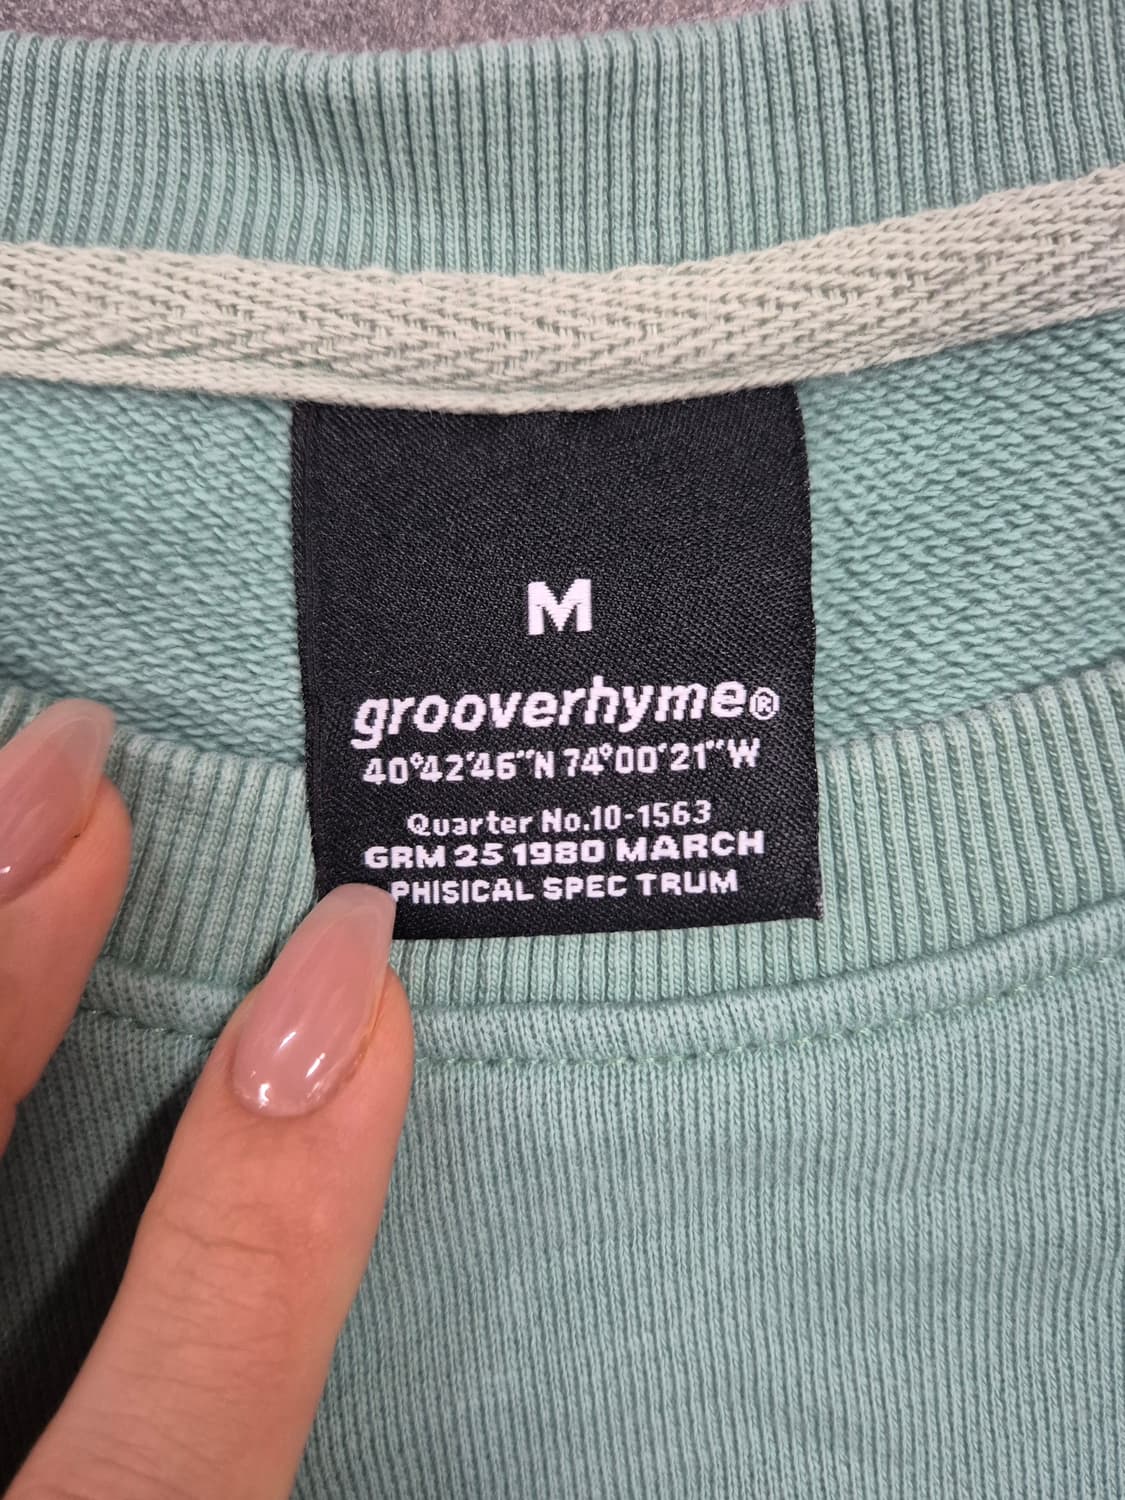 M
grooverhyme®
40°42'46"N 74°00'21"W
Quarter No.10-1563
GRM 25 1980 MARCH
PHISICAL SPEC TRUM